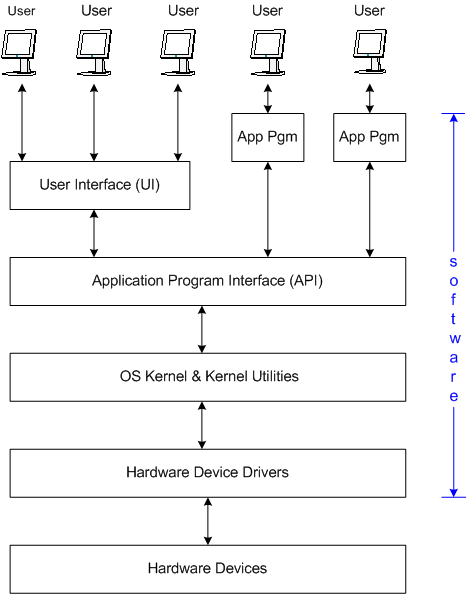 User User User User User
App Pgm App Pgm
User Interface (UI)
Application Program Interface (API)
OS Kernel & Kernel Utilities
Hardware Device Drivers
Hardware Devices
software